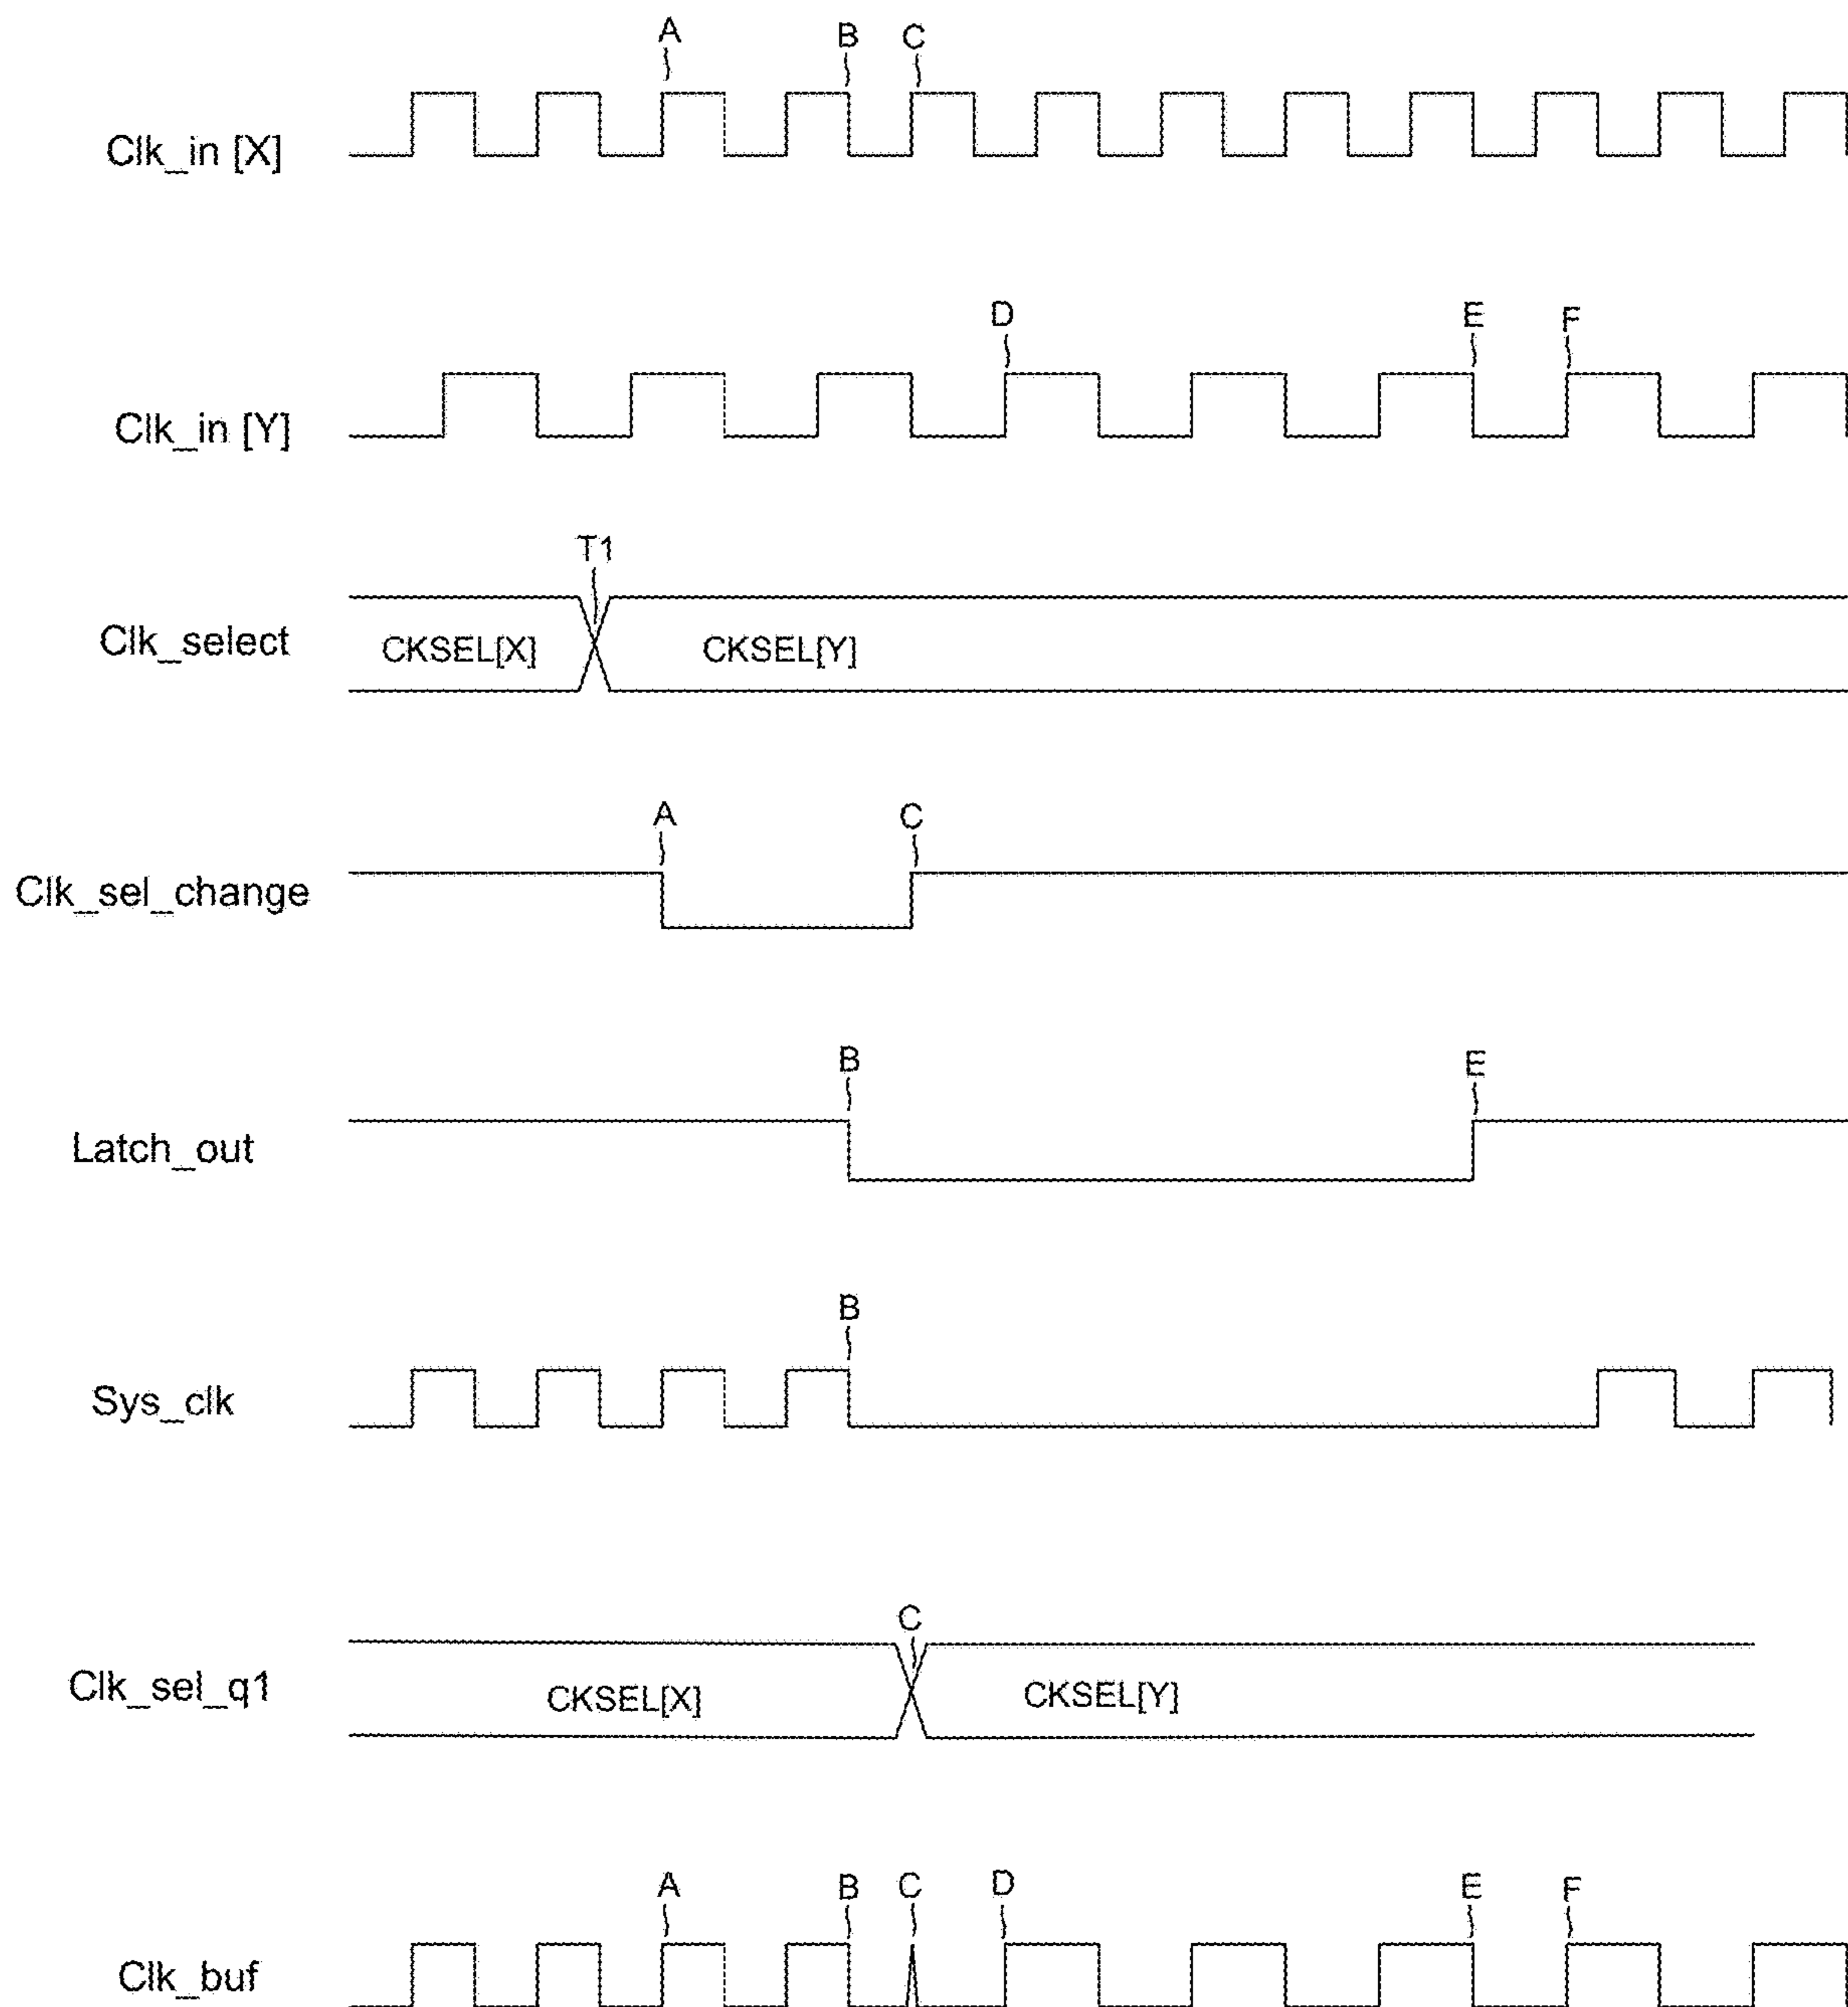 A B C
Clk_in [X]
D E F
Clk_in [Y]
T1
Clk_select
CKSEL[X] CKSEL[Y]
A C
Clk_sel_change
B E
Latch_out
B
Sys_clk
C
Clk_sel_q1
CKSEL[X] CKSEL[Y]
A B C D E F
Clk_buf